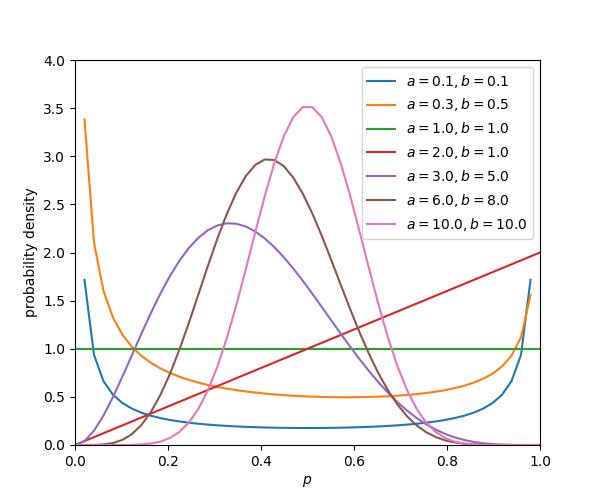 4.0
3.5
3.0
2.5
2.0
1.5
1.0
0.5
0.0
probability density
a = 0.1, b = 0.1
a = 0.3, b = 0.5
a = 1.0, b = 1.0
a = 2.0, b = 1.0
a = 3.0, b = 5.0
a = 6.0, b = 8.0
a = 10.0, b = 10.0
0.0 0.2 0.4 0.6 0.8 1.0
p